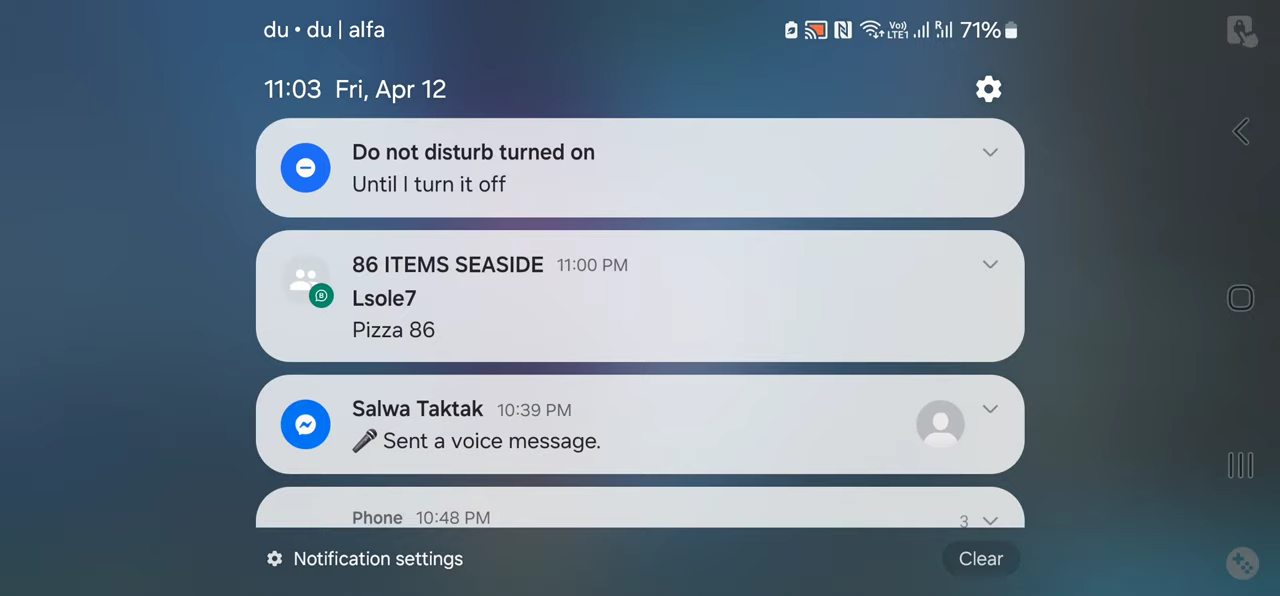 du • du | alfa
Vo)) LTE1 R 71%
11:03 Fri, Apr 12
Do not disturb turned on
Until I turn it off
86 ITEMS SEASIDE 11:00 PM
Lsole7
Pizza 86
Salwa Taktak 10:39 PM
🎤 Sent a voice message.
Phone 10:48 PM 3
Notification settings Clear